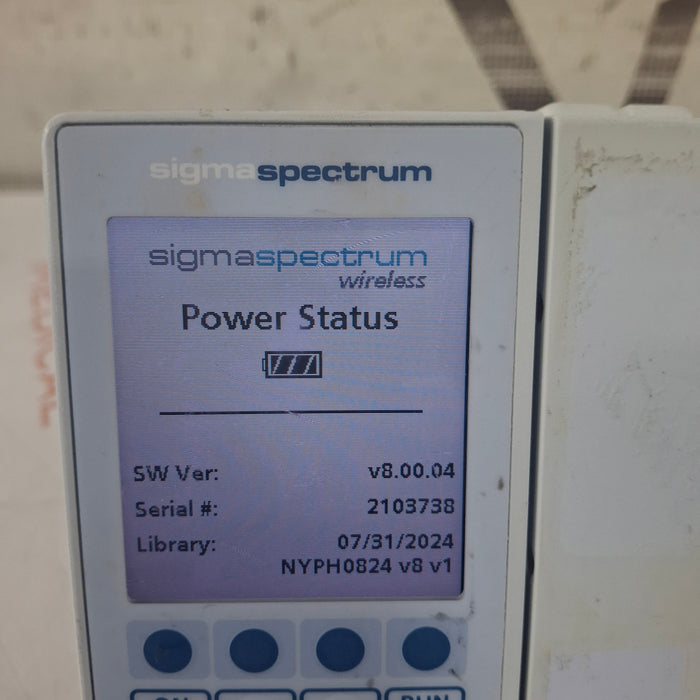 sigmaspectrum
sigmaspectrum
wireless
Power Status
SW Ver: v8.00.04
Serial #: 2103738
Library: 07/31/2024
NYPH0824 v8 v1
RUN